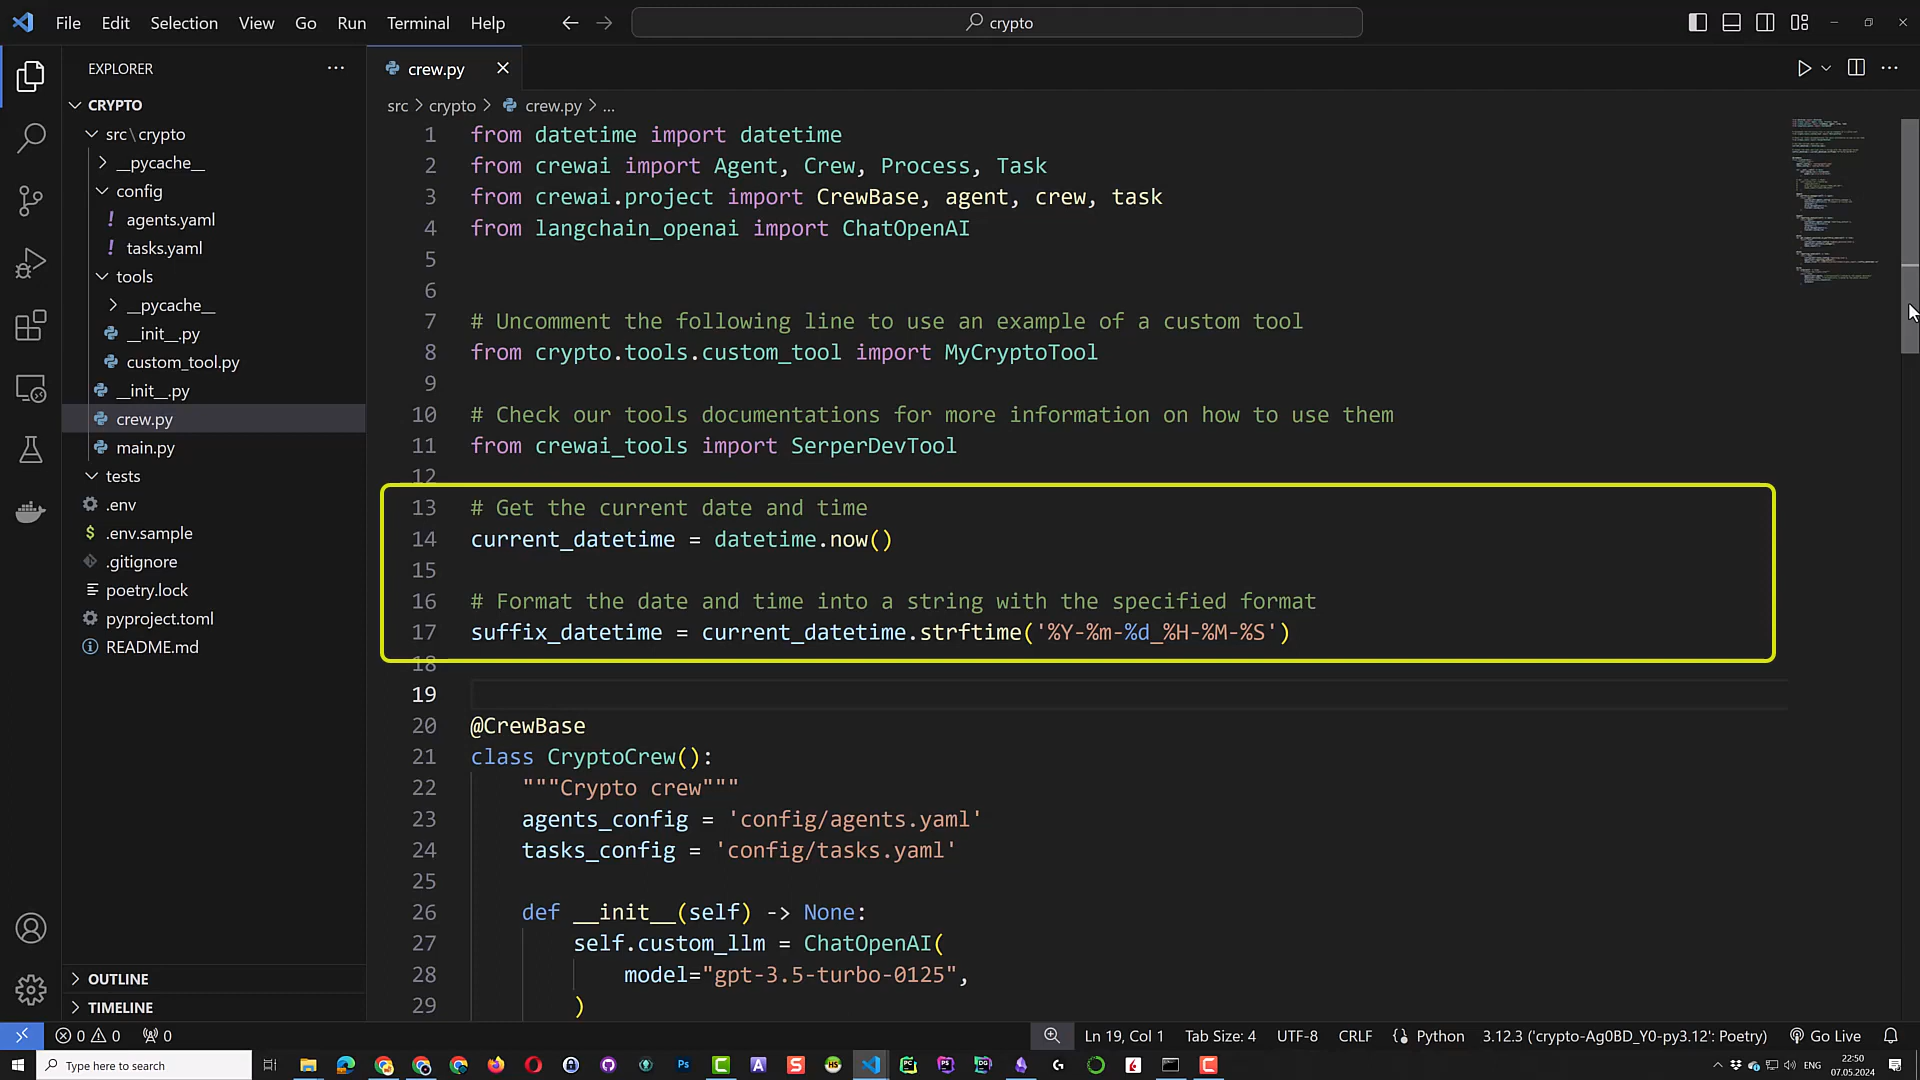 File Edit Selection View Go Run Terminal Help
crypto
EXPLORER
CRYPTO
src\crypto
__pycache__
config
! agents.yaml
! tasks.yaml
tools
__pycache__
__init__.py
custom_tool.py
__init__.py
crew.py
main.py
tests
.env
$ .env.sample
.gitignore
poetry.lock
pyproject.toml
README.md
OUTLINE
TIMELINE
crew.py
src > crypto > crew.py > ...
1 from datetime import datetime
2 from crewai import Agent, Crew, Process, Task
3 from crewai.project import CrewBase, agent, crew, task
4 from langchain_openai import ChatOpenAI
5
6
7 # Uncomment the following line to use an example of a custom tool
8 from crypto.tools.custom_tool import MyCryptoTool
9
10 # Check our tools documentations for more information on how to use them
11 from crewai_tools import SerperDevTool
12
13 # Get the current date and time
14 current_datetime = datetime.now()
15
16 # Format the date and time into a string with the specified format
17 suffix_datetime = current_datetime.strftime('%Y-%m-%d_%H-%M-%S')
18
19
20 @CrewBase
21 class CryptoCrew():
22 """Crypto crew"""
23 agents_config = 'config/agents.yaml'
24 tasks_config = 'config/tasks.yaml'
25
26 def __init__(self) -> None:
27 self.custom_llm = ChatOpenAI(
28 model="gpt-3.5-turbo-0125",
29 )
0 0 0 Ln 19, Col 1 Tab Size: 4 UTF-8 CRLF Python 3.12.3 ('crypto-Ag0BD_Y0-py3.12': Poetry) Go Live
Type here to search
ENG
22:50
07.05.2024